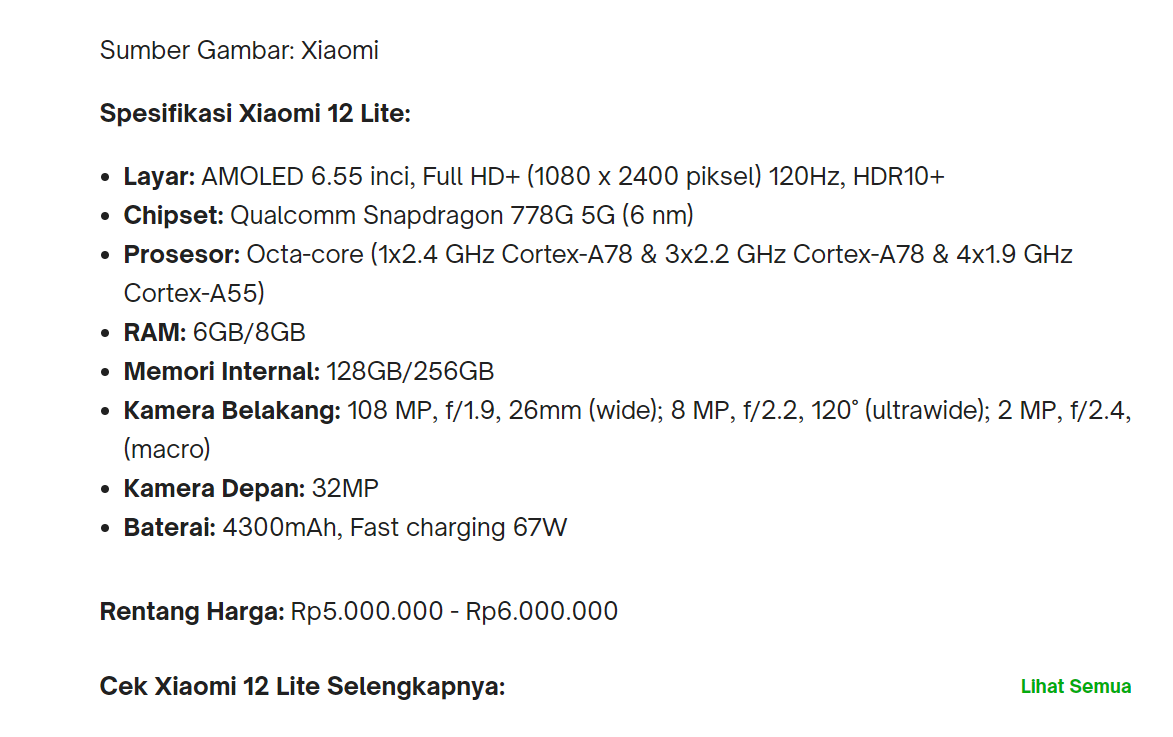 Sumber Gambar: Xiaomi
Spesifikasi Xiaomi 12 Lite:
• Layar: AMOLED 6.55 inci, Full HD+ (1080 x 2400 piksel) 120Hz, HDR10+
• Chipset: Qualcomm Snapdragon 778G 5G (6 nm)
• Prosesor: Octa-core (1x2.4 GHz Cortex-A78 & 3x2.2 GHz Cortex-A78 & 4x1.9 GHz
Cortex-A55)
• RAM: 6GB/8GB
• Memori Internal: 128GB/256GB
• Kamera Belakang: 108 MP, f/1.9, 26mm (wide); 8 MP, f/2.2, 120˚ (ultrawide); 2 MP, f/2.4,
(macro)
• Kamera Depan: 32MP
• Baterai: 4300mAh, Fast charging 67W
Rentang Harga: Rp5.000.000 - Rp6.000.000
Cek Xiaomi 12 Lite Selengkapnya: Lihat Semua